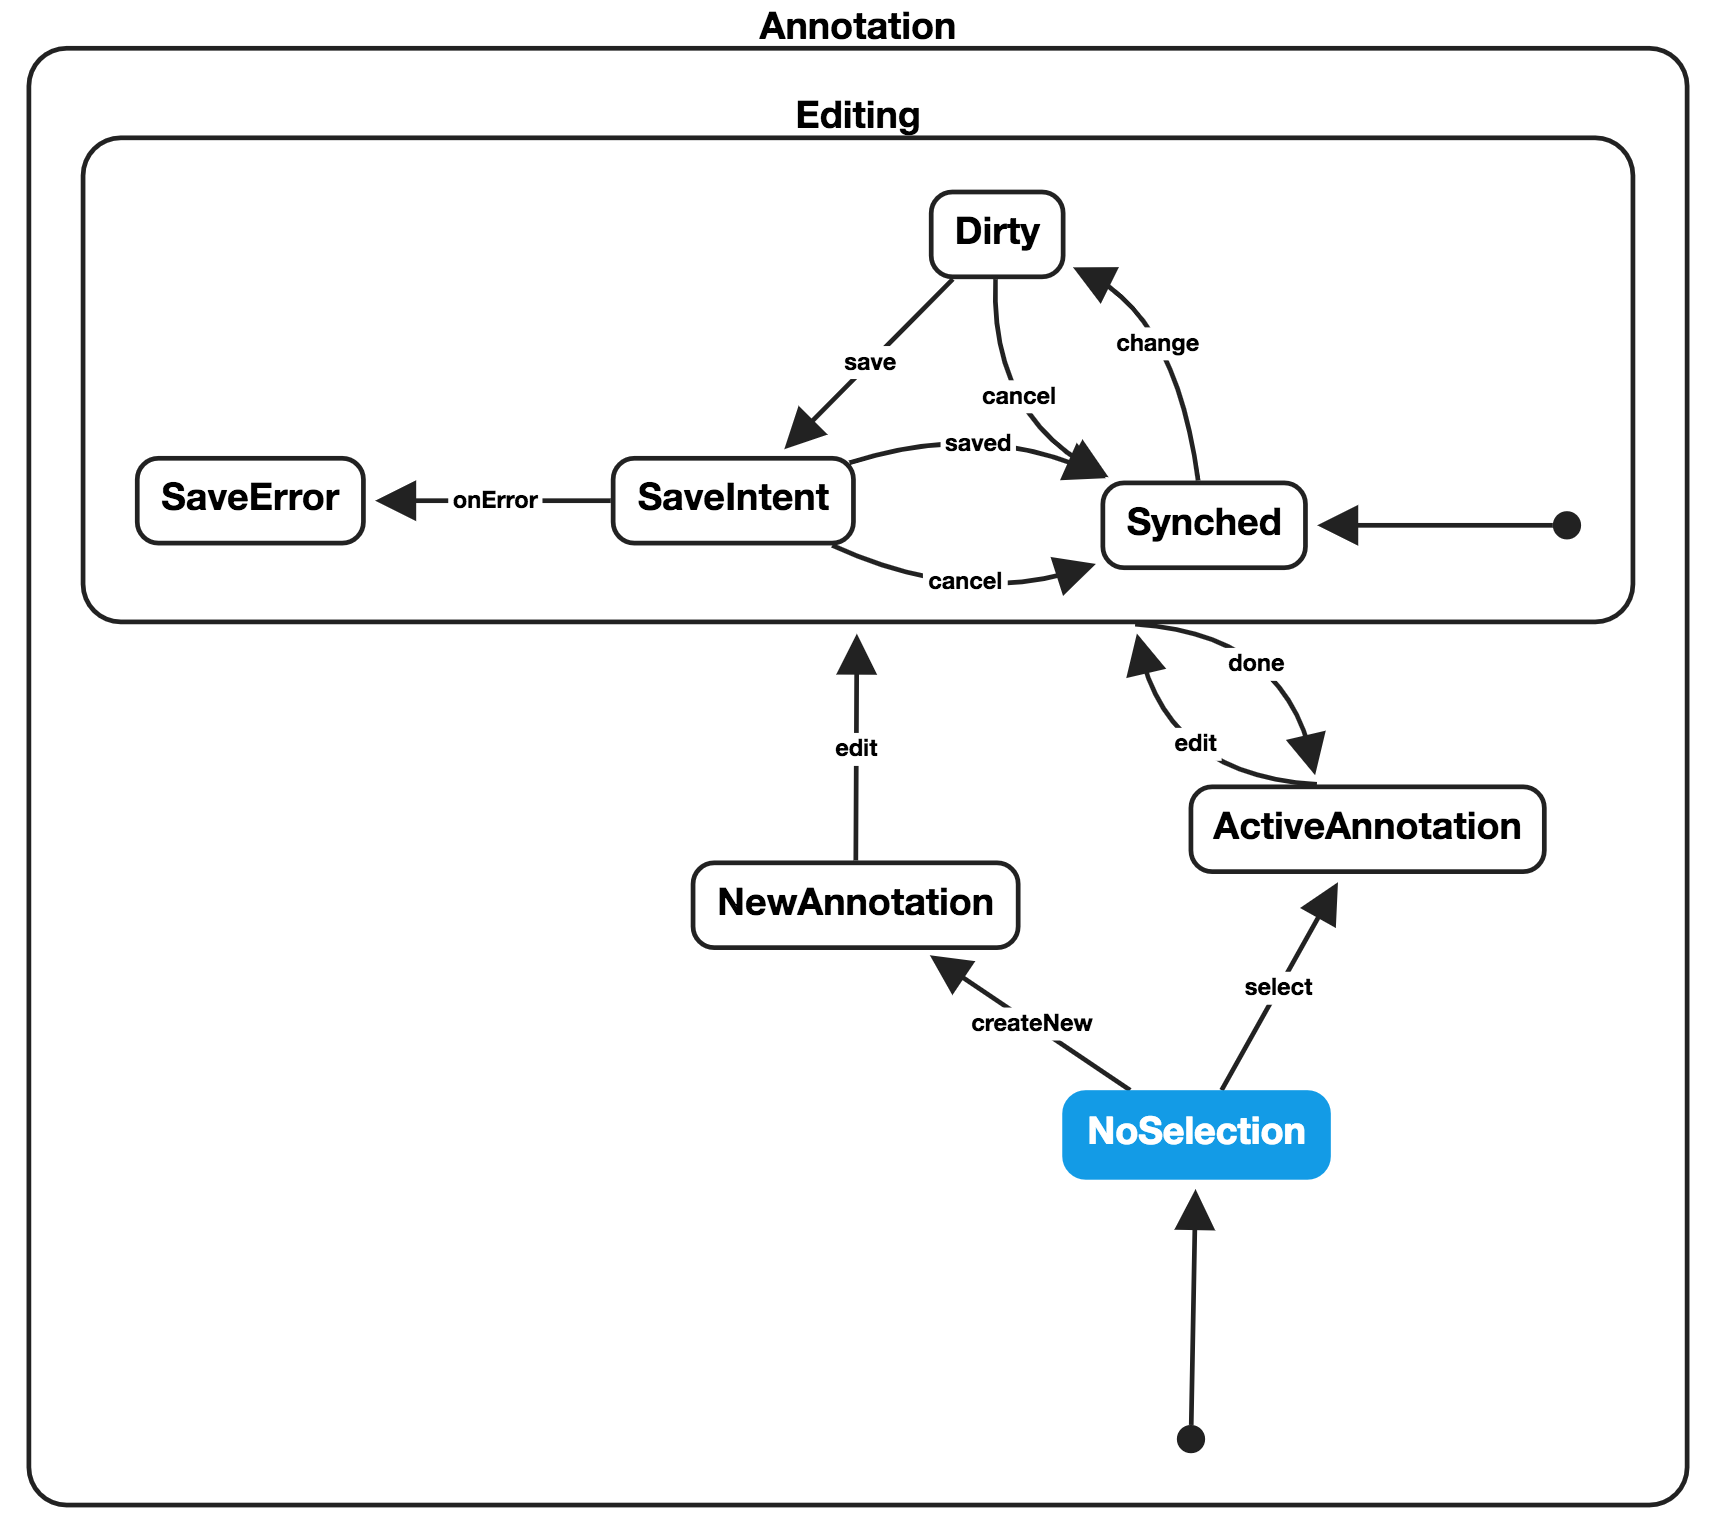 Annotation
Editing
Dirty
change
save
cancel
saved
SaveError
onError
SaveIntent
Synched
cancel
done
edit
edit
ActiveAnnotation
NewAnnotation
select
createNew
NoSelection